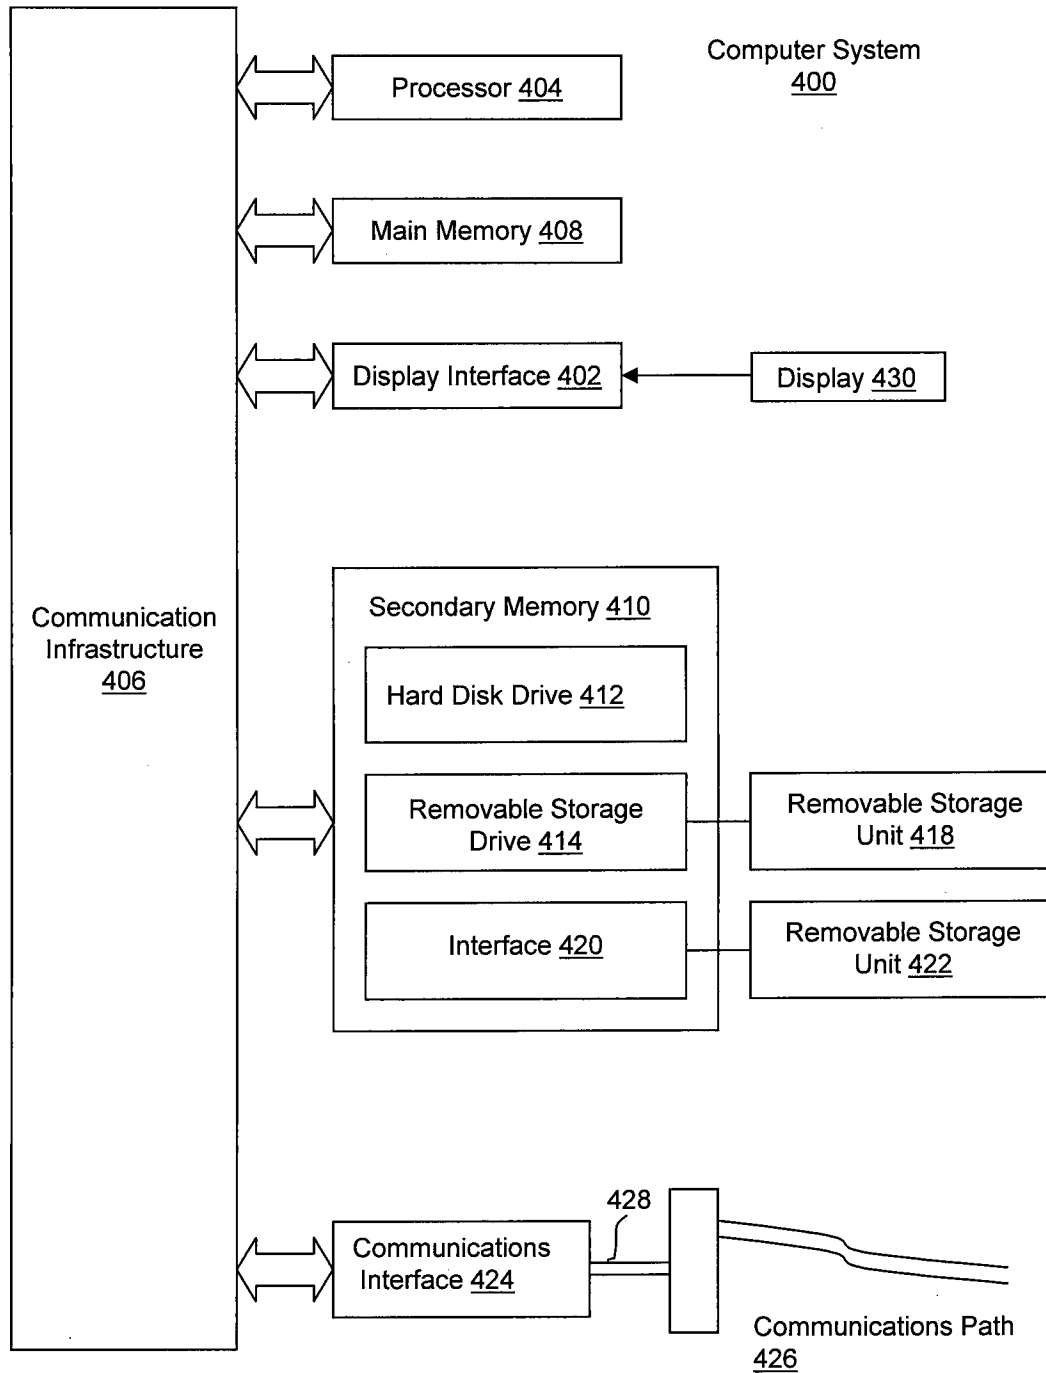 Computer System
400
Processor 404
Main Memory 408
Display Interface 402
Display 430
Communication
Infrastructure
406
Secondary Memory 410
Hard Disk Drive 412
Removable Storage
Drive 414
Removable Storage
Unit 418
Interface 420
Removable Storage
Unit 422
428
Communications
Interface 424
Communications Path
426